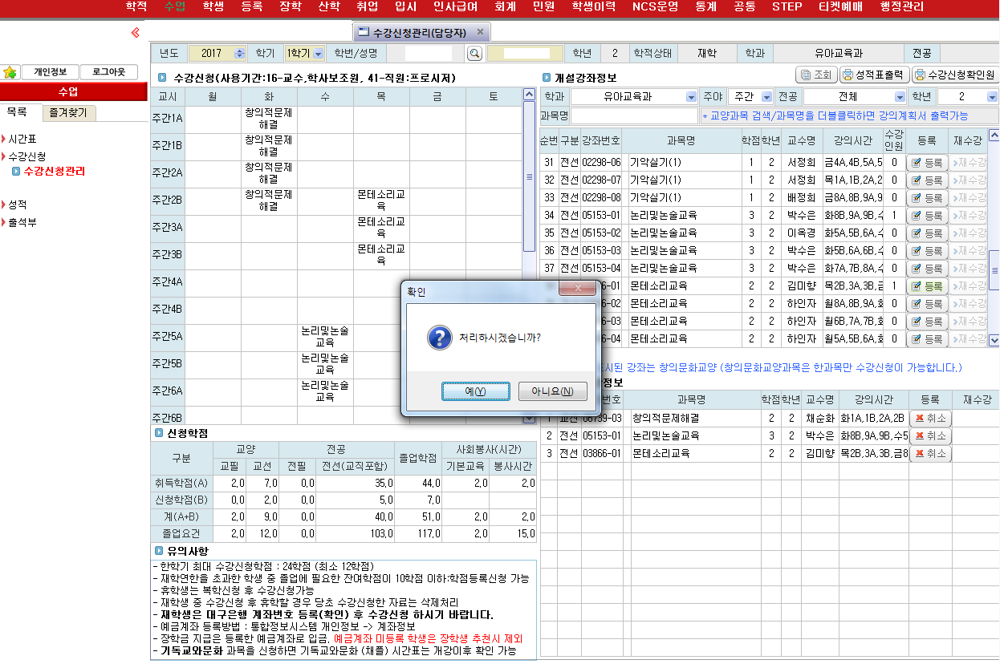 학적 수업 학생 등록 장학 산학 취업 입시 인사급여 회계 민원 학생이력 NCS운영 통계 공통 STEP 티켓예매 행정관리
수강신청관리(담당자)
년도 2017 학기 1학기 학번/성명 학년 2 학적상태 재학 학과 유아교육과 전공
개인정보 로그아웃
수업
목록 즐겨찾기
시간표
수강신청
수강신청관리
성적
출석부
수강신청(사용기간:16-교수,학사보조원, 41-직원:프로시저)
교시 월 화 수 목 금 토
주간1A 창의적문제해결
주간1B 창의적문제해결
주간2A 창의적문제해결
주간2B 창의적문제해결 몬테소리교육
주간3A 몬테소리교육
주간3B 몬테소리교육
주간4A
주간4B
주간5A 논리및논술교육
주간5B 논리및논술교육
주간6A 논리및논술교육
주간6B
신청학점
구분 교양 전공 졸업학점 사회봉사(시간)
교필 교선 전필 전선(교직포함) 기본교육 봉사시간
취득학점(A) 2,0 7,0 0,0 35,0 44,0 2,0 2,0
신청학점(B) 0,0 2,0 0,0 5,0 7,0
계(A+B) 2,0 9,0 0,0 40,0 51,0 2,0 2,0
졸업요건 2,0 12,0 0,0 103,0 117,0 2,0 15,0
유의사항
- 한학기 최대 수강신청학점 : 24학점 (최소 12학점)
- 재학연한을 초과한 학생 중 졸업에 필요한 잔여학점이 10학점 이하:학점등록신청 가능
- 휴학생은 복학신청 후 수강신청가능
- 재학생 중 수강신청 후 휴학할 경우 당초 수강신청한 자료는 삭제처리
- 재학생은 대구은행 계좌번호 등록(확인) 후 수강신청 하시기 바랍니다.
- 예금계좌 등록방법 : 통합정보시스템 개인정보 -> 계좌정보
- 장학금 지급은 등록한 예금계좌로 입금, 예금계좌 미등록 학생은 장학생 추천시 제외
- 기독교와문화 과목을 신청하면 기독교와문화 (채플) 시간표는 개강이후 확인 가능
개설강좌정보 조회 성적표출력 수강신청확인원
학과 유아교육과 주야 주간 전공 전체 학년 2
과목명 * 교양과목 검색/과목명을 더블클릭하면 강의계획서 출력가능
순번 구분 강좌번호 과목명 학점 학년 교수명 강의시간 수강인원 등록 재수강
31 전선 02298-06 기악실기(1) 1 2 서정희 금4A,4B,5A,5 0 등록 >재수강
32 전선 02298-07 기악실기(1) 1 2 서정희 목1A,1B,2A,2 0 등록 >재수강
33 전선 02298-08 기악실기(1) 1 2 배정희 금8A,8B,9A,9 0 등록 >재수강
34 전선 05153-01 논리및논술교육 3 2 박수은 화8B,9A,9B,수 1 등록 >재수강
35 전선 05153-02 논리및논술교육 3 2 이옥경 화5A,5B,6A,수 0 등록 >재수강
36 전선 05153-03 논리및논술교육 3 2 박수은 화5B,6A,6B,수 0 등록 >재수강
37 전선 05153-04 논리및논술교육 3 2 박수은 화7A,7B,8A,수 0 등록 >재수강
6-01 몬테소리교육 2 2 김미향 목2B,3A,3B,금 1 등록 >재수강
6-02 몬테소리교육 2 2 하인자 월8A,8B,9A,화 0 등록 >재수강
6-03 몬테소리교육 2 2 하인자 월6B,7A,7B,화 0 등록 >재수강
6-04 몬테소리교육 2 2 하인자 월5A,5B,6A,화 0 등록 >재수강
시된 강좌는 창의문화교양 (창의문화교양과목은 한과목만 수강신청이 가능합니다.)
정보
번호 과목명 학점 학년 교수명 강의시간 등록 재수강
1 교선 06739-03 창의적문제해결 2 2 채순화 화1A,1B,2A,2B 취소
2 전선 05153-01 논리및논술교육 3 2 박수은 화8B,9A,9B,수5 취소
3 전선 03866-01 몬테소리교육 2 2 김미향 목2B,3A,3B,금8 취소
확인
처리하시겠습니까?
예(Y) 아니요(N)